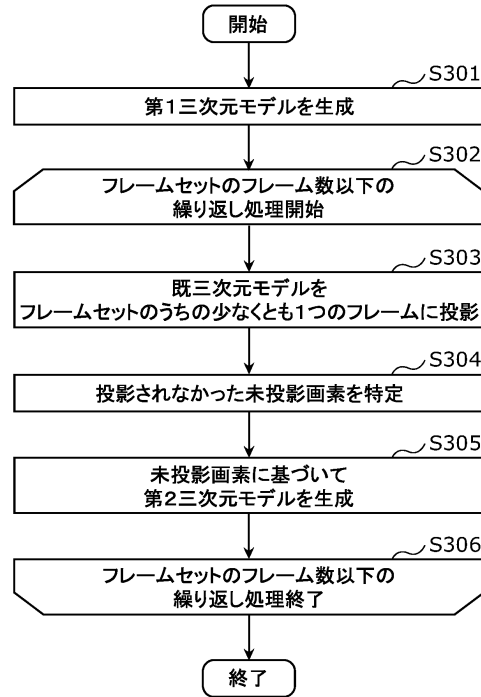 開始
S301
第1三次元モデルを生成
S302
フレームセットのフレーム数以下の
繰り返し処理開始
S303
既三次元モデルを
フレームセットのうちの少なくとも1つのフレームに投影
S304
投影されなかった未投影画素を特定
S305
未投影画素に基づいて
第2三次元モデルを生成
S306
フレームセットのフレーム数以下の
繰り返し処理終了
終了